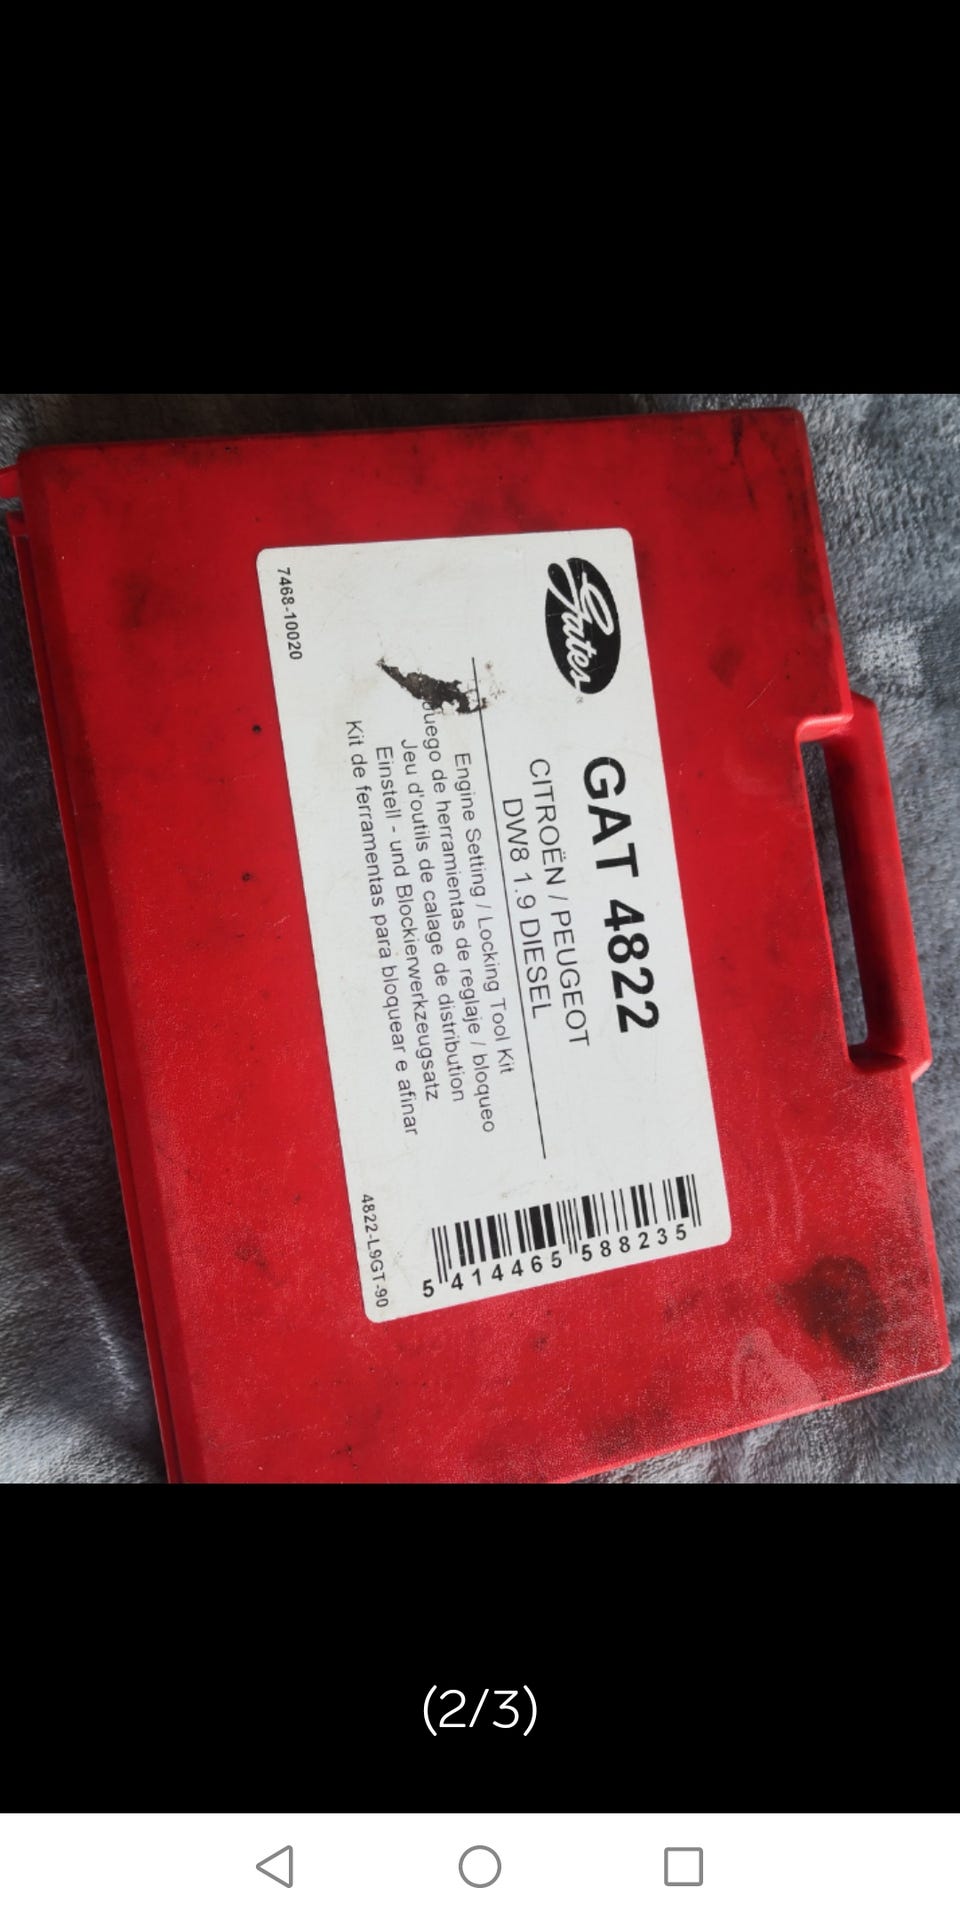 Gates®
GAT 4822
CITROËN / PEUGEOT
DW8 1.9 DIESEL
Engine Setting / Locking Tool Kit
Juego de herramientas de reglaje / bloqueo
Jeu d'outils de calage de distribution
Einstell - und Blockierwerkzeugsatz
Kit de ferramentas para bloquear e afinar
7468-10020
4822-L9GT-90
5 414465 588235
(2/3)